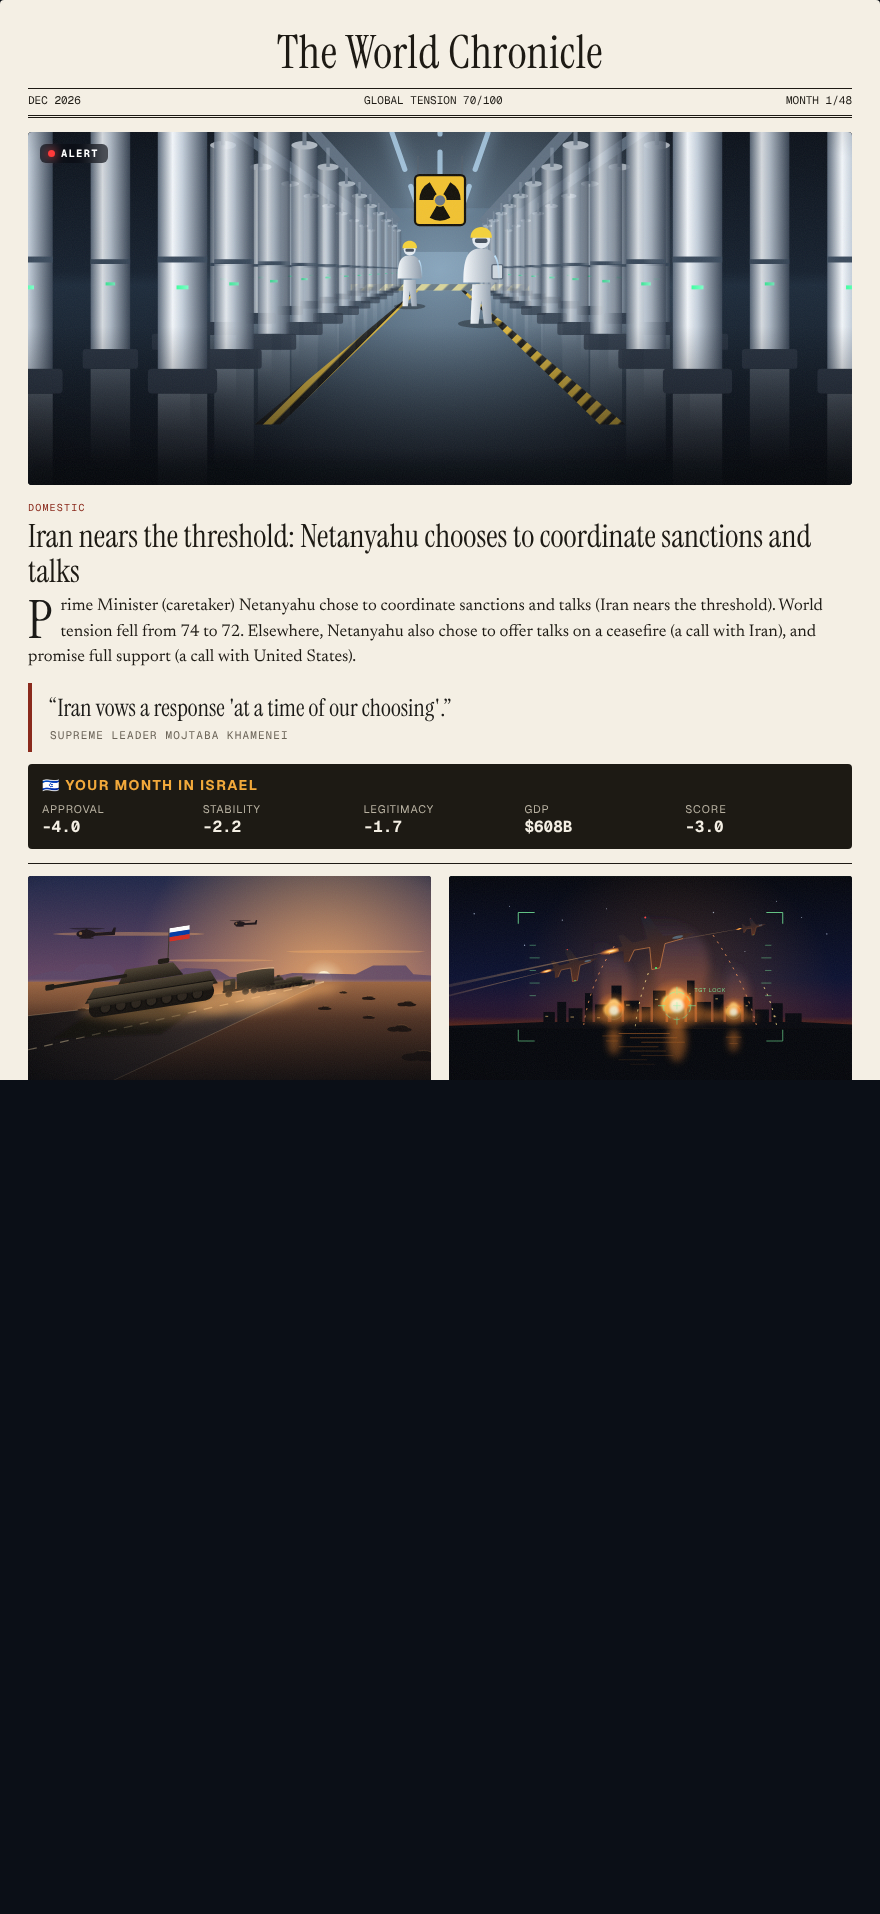 The World Chronicle
DEC 2026
GLOBAL TENSION 70/100
MONTH 1/48
ALERT
DOMESTIC
Iran nears the threshold: Netanyahu chooses to coordinate sanctions and
talks
Prime Minister (caretaker) Netanyahu chose to coordinate sanctions and talks (Iran nears the threshold). World
tension fell from 74 to 72. Elsewhere, Netanyahu also chose to offer talks on a ceasefire (a call with Iran), and
promise full support (a call with United States).
“Iran vows a response 'at a time of our choosing'.”
SUPREME LEADER MOJTABA KHAMENEI
🇮🇱 YOUR MONTH IN ISRAEL
APPROVAL STABILITY LEGITIMACY GDP SCORE
-4.0 -2.2 -1.7 $608B -3.0
TGT LOCK